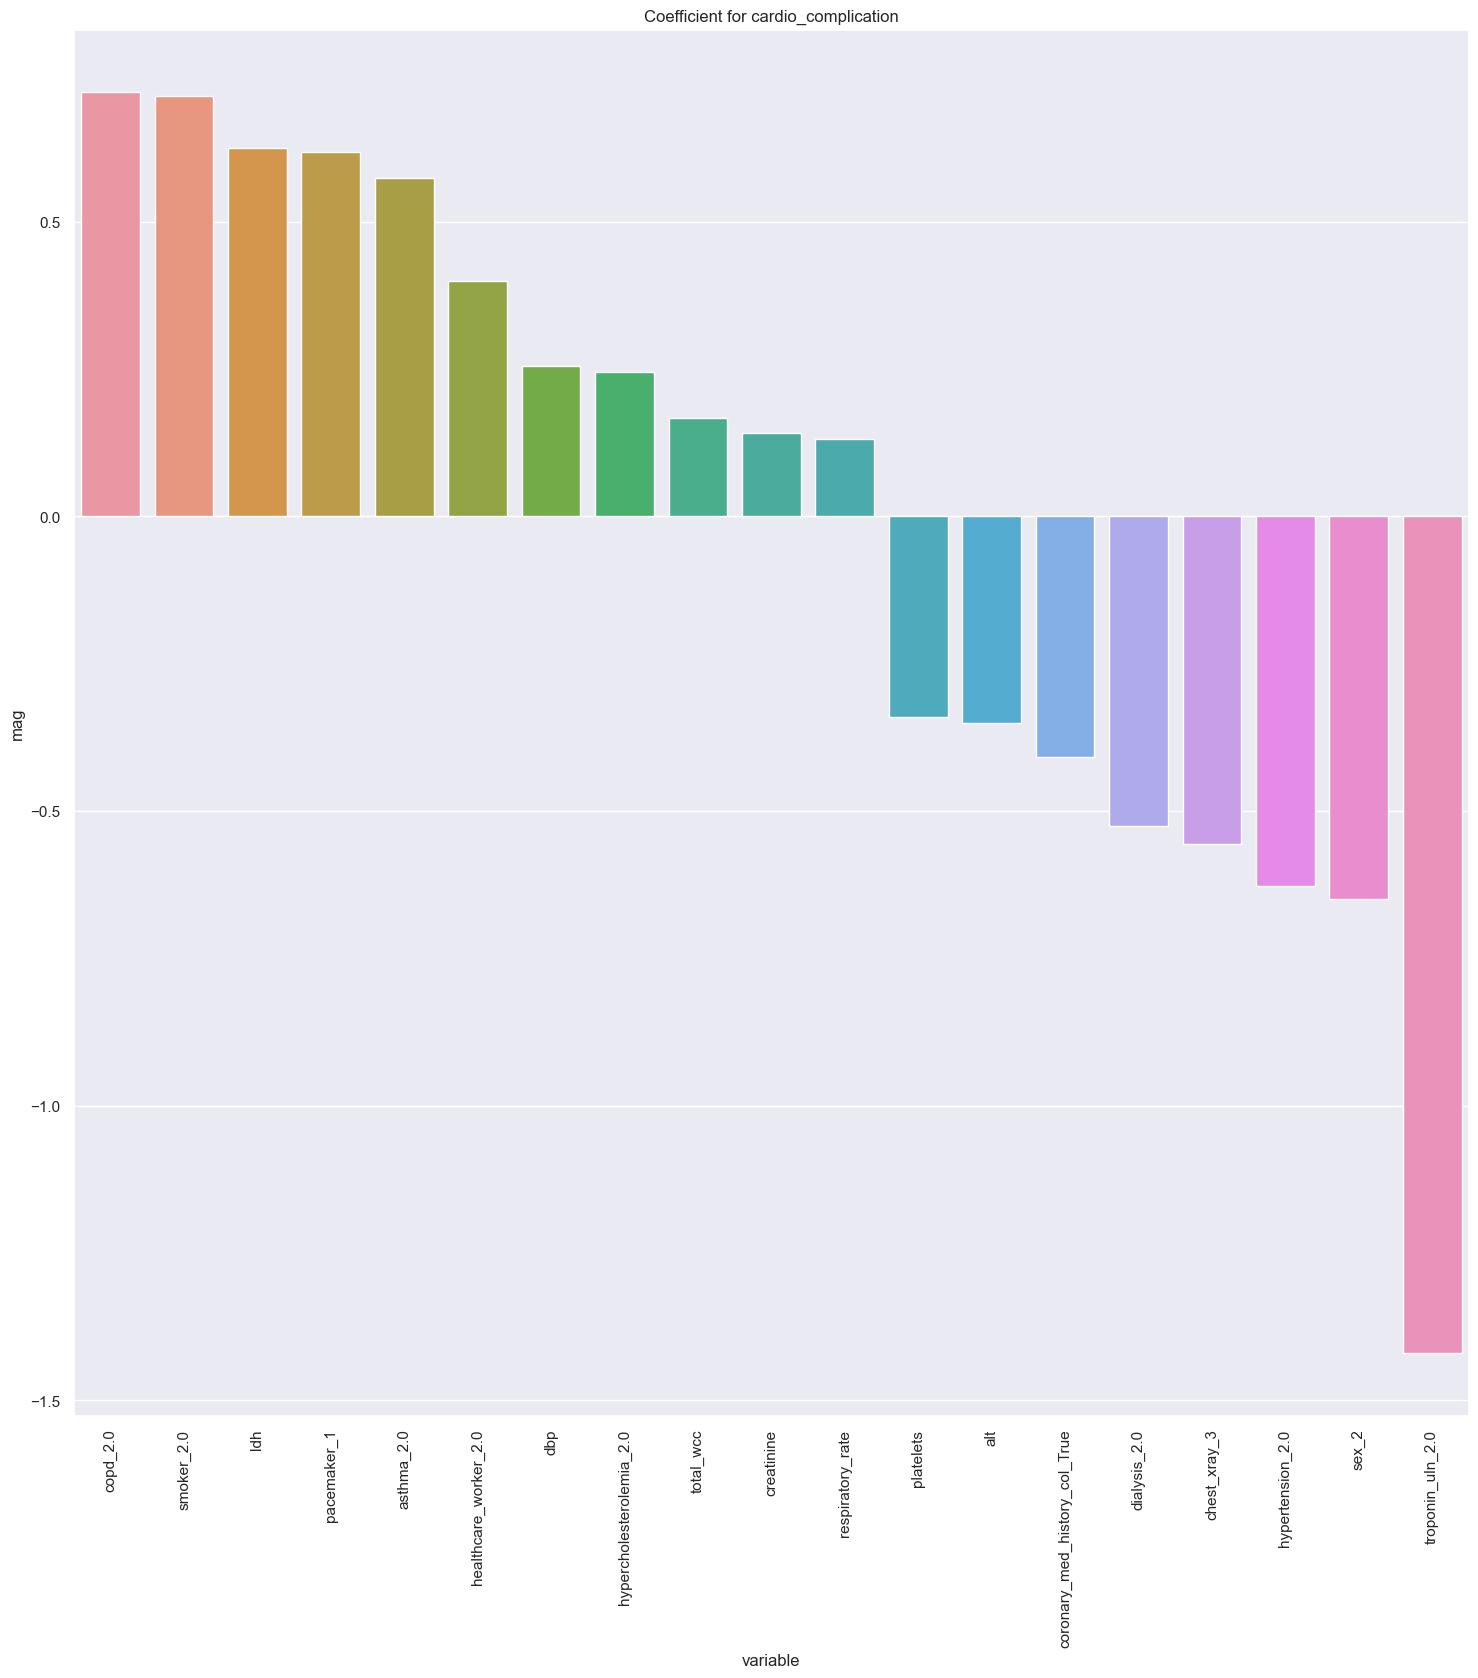 Coefficient for cardio_complication
mag
0.5
0.0
−0.5
−1.0
−1.5
copd_2.0
smoker_2.0
ldh
pacemaker_1
asthma_2.0
healthcare_worker_2.0
dbp
hypercholesterolemia_2.0
total_wcc
creatinine
respiratory_rate
platelets
alt
coronary_med_history_col_True
dialysis_2.0
chest_xray_3
hypertension_2.0
sex_2
troponin_uln_2.0
variable